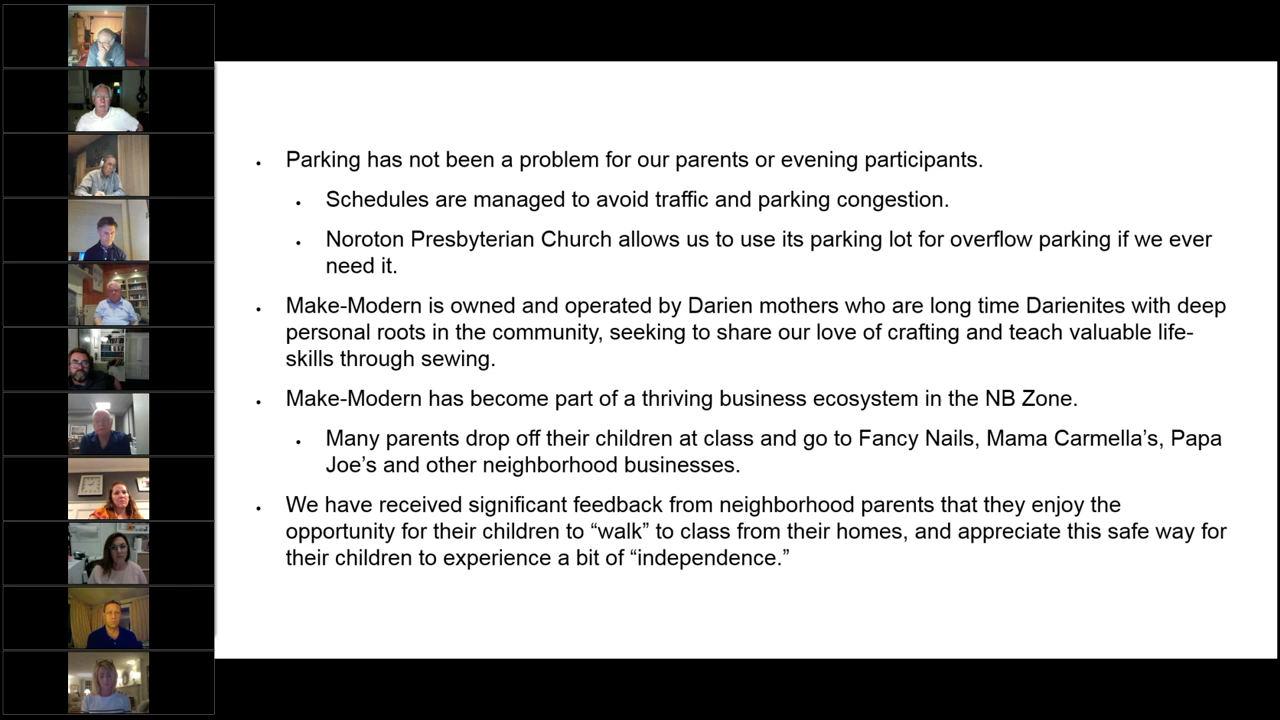 • Parking has not been a problem for our parents or evening participants.
• Schedules are managed to avoid traffic and parking congestion.
• Noroton Presbyterian Church allows us to use its parking lot for overflow parking if we ever
need it.
• Make-Modern is owned and operated by Darien mothers who are long time Darienites with deep
personal roots in the community, seeking to share our love of crafting and teach valuable life-
skills through sewing.
• Make-Modern has become part of a thriving business ecosystem in the NB Zone.
• Many parents drop off their children at class and go to Fancy Nails, Mama Carmella’s, Papa
Joe’s and other neighborhood businesses.
• We have received significant feedback from neighborhood parents that they enjoy the
opportunity for their children to “walk” to class from their homes, and appreciate this safe way for
their children to experience a bit of “independence.”